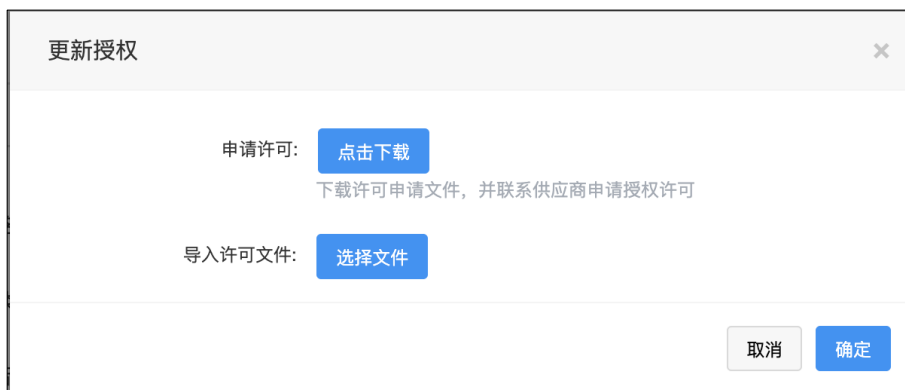 更新授权
×
申请许可: 点击下载
下载许可申请文件，并联系供应商申请授权许可
导入许可文件: 选择文件
取消 确定